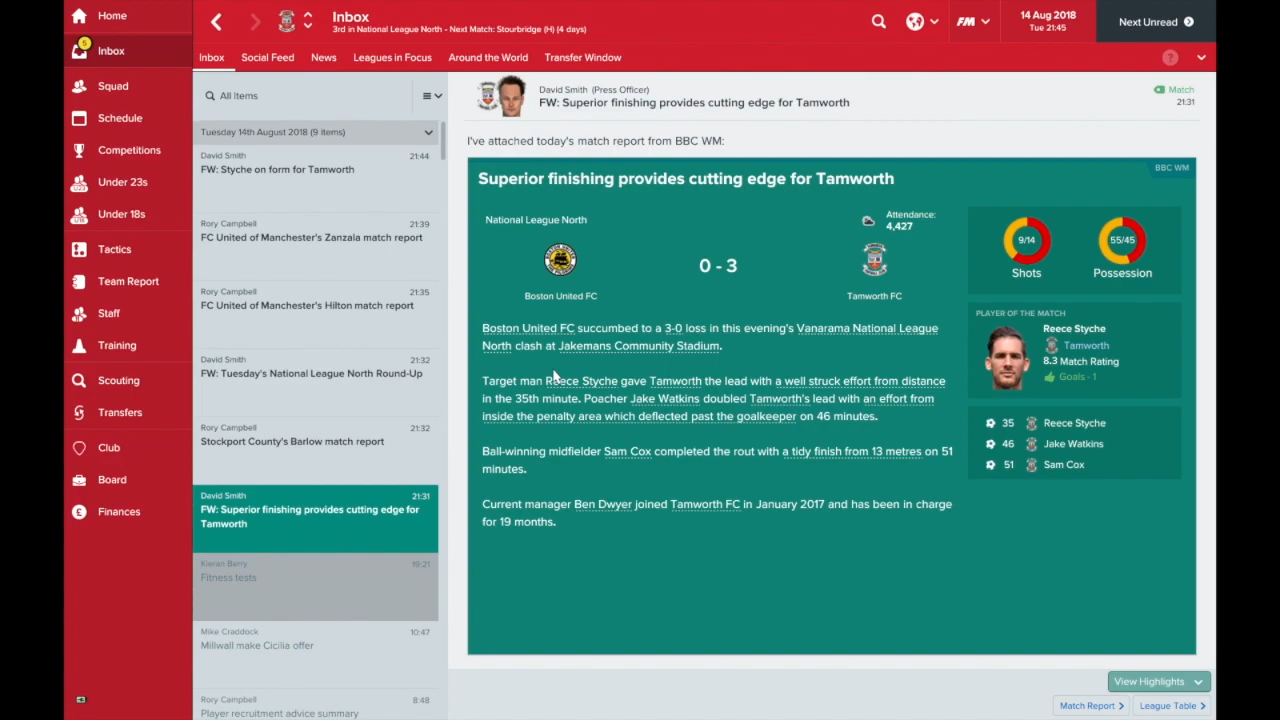 Home
Inbox
5
Squad
Schedule
Competitions
Under 23s
Under 18s
Tactics
Team Report
Staff
Training
Scouting
Transfers
Club
Board
Finances
Inbox
3rd in National League North - Next Match: Stourbridge (H) (4 days)
FM
14 Aug 2018
Tue 21:45
Next Unread
Inbox
Social Feed
News
Leagues in Focus
Around the World
Transfer Window
?
All Items
Tuesday 14th August 2018 (9 items)
David Smith 21:44
FW: Styche on form for Tamworth
Rory Campbell 21:39
FC United of Manchester's Zanzala match report
Rory Campbell 21:35
FC United of Manchester's Hilton match report
David Smith 21:32
FW: Tuesday's National League North Round-Up
Rory Campbell 21:32
Stockport County's Barlow match report
David Smith 21:31
FW: Superior finishing provides cutting edge for
Tamworth
Kieran Berry 19:21
Fitness tests
Mike Craddock 10:47
Millwall make Cicilia offer
Rory Campbell 8:48
Player recruitment advice summary
David Smith (Press Officer)
FW: Superior finishing provides cutting edge for Tamworth
Match
21:31
I've attached today's match report from BBC WM:
BBC WM
Superior finishing provides cutting edge for Tamworth
National League North
Attendance:
4,427
0 - 3
Boston United FC
Tamworth FC
Boston United FC succumbed to a 3-0 loss in this evening's Vanarama National League
North clash at Jakemans Community Stadium.
Target man Reece Styche gave Tamworth the lead with a well struck effort from distance
in the 35th minute. Poacher Jake Watkins doubled Tamworth's lead with an effort from
inside the penalty area which deflected past the goalkeeper on 46 minutes.
Ball-winning midfielder Sam Cox completed the rout with a tidy finish from 13 metres on 51
minutes.
Current manager Ben Dwyer joined Tamworth FC in January 2017 and has been in charge
for 19 months.
9/14
Shots
55/45
Possession
PLAYER OF THE MATCH
Reece Styche
Tamworth
8.3 Match Rating
Goals - 1
35 Reece Styche
46 Jake Watkins
51 Sam Cox
View Highlights
Match Report
League Table